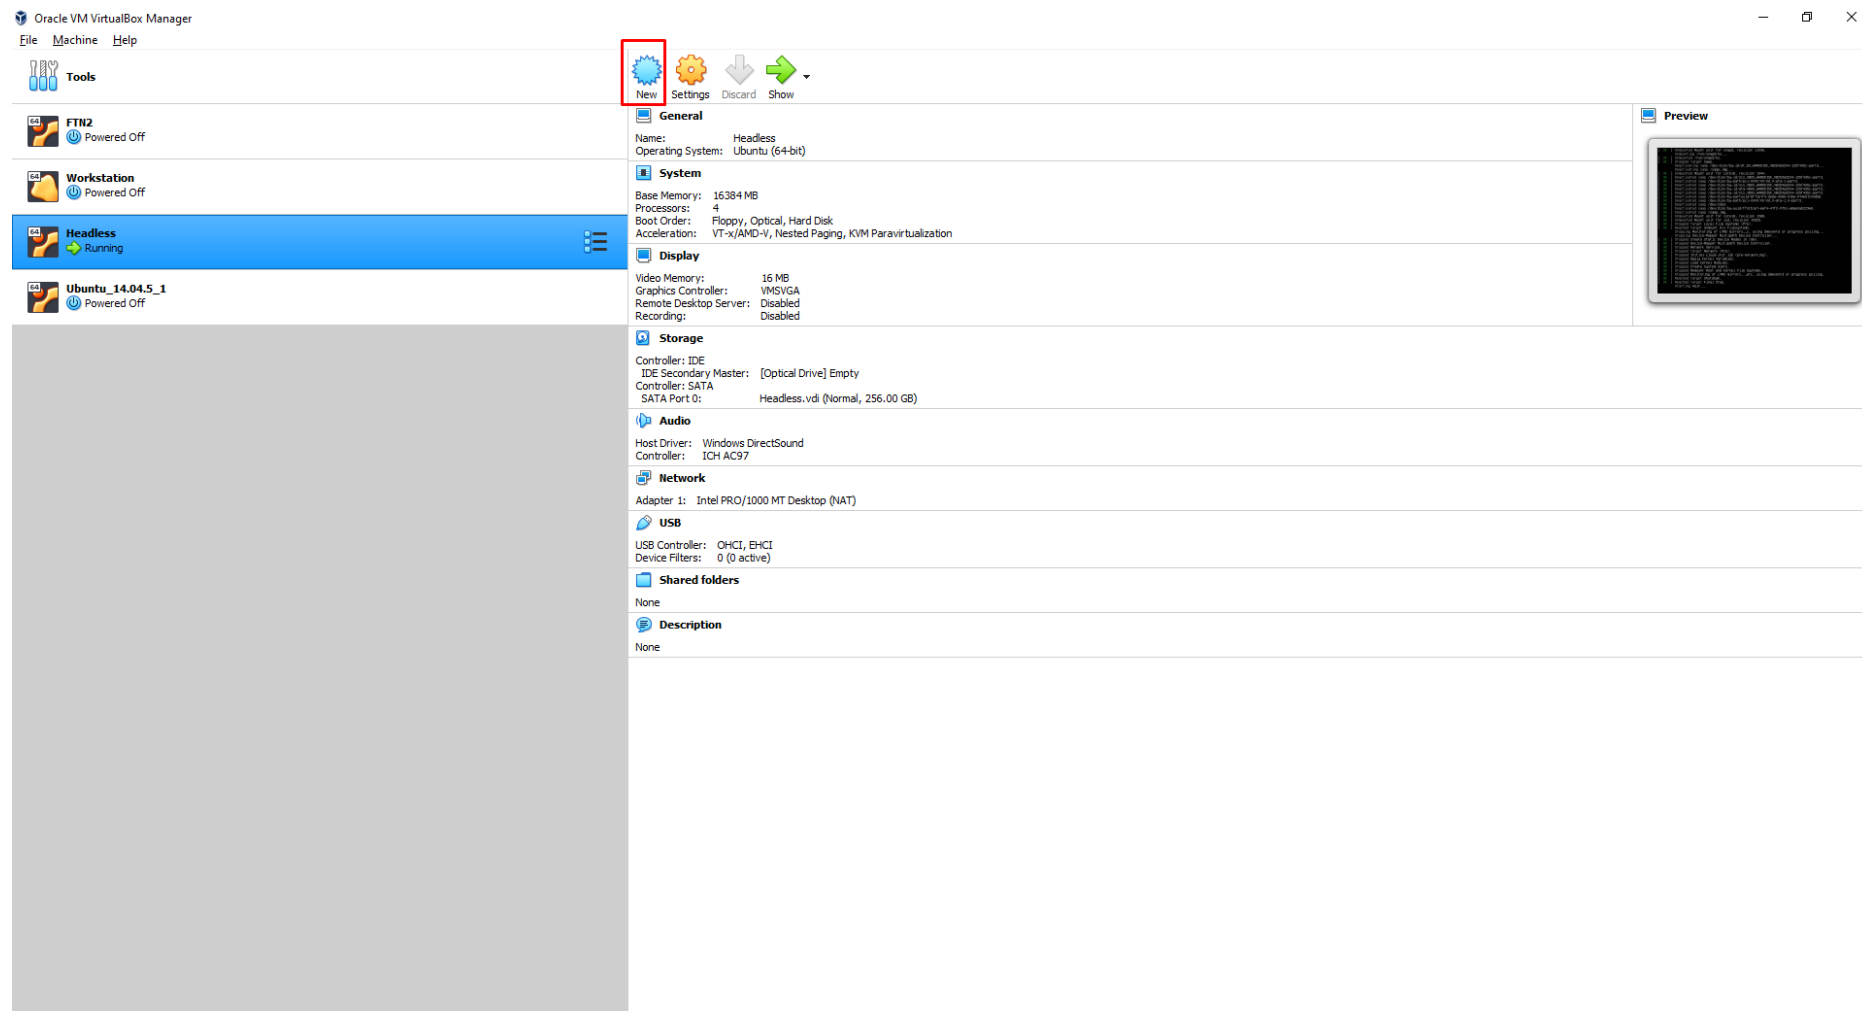 Oracle VM VirtualBox Manager
File Machine Help
Tools
New Settings Discard Show
64 FTN2
Powered Off
64 Workstation
Powered Off
64 Headless
Running
64 Ubuntu_14.04.5_1
Powered Off
General
Name: Headless
Operating System: Ubuntu (64-bit)
System
Base Memory: 16384 MB
Processors: 4
Boot Order: Floppy, Optical, Hard Disk
Acceleration: VT-x/AMD-V, Nested Paging, KVM Paravirtualization
Display
Video Memory: 16 MB
Graphics Controller: VMSVGA
Remote Desktop Server: Disabled
Recording: Disabled
Storage
Controller: IDE
IDE Secondary Master: [Optical Drive] Empty
Controller: SATA
SATA Port 0: Headless.vdi (Normal, 256.00 GB)
Audio
Host Driver: Windows DirectSound
Controller: ICH AC97
Network
Adapter 1: Intel PRO/1000 MT Desktop (NAT)
USB
USB Controller: OHCI, EHCI
Device Filters: 0 (0 active)
Shared folders
None
Description
None
Preview